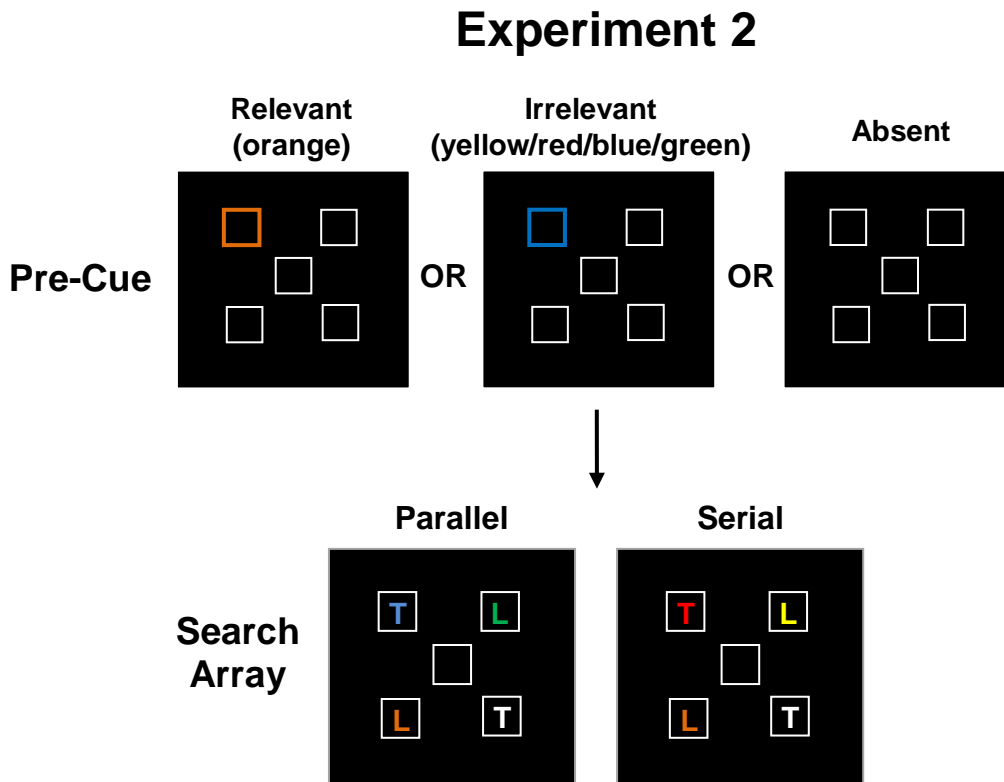 Experiment 2
Relevant
(orange)
Irrelevant
(yellow/red/blue/green)
Absent
Pre-Cue
OR
OR
Parallel
Serial
Search
Array
T L
L T
T L
L T